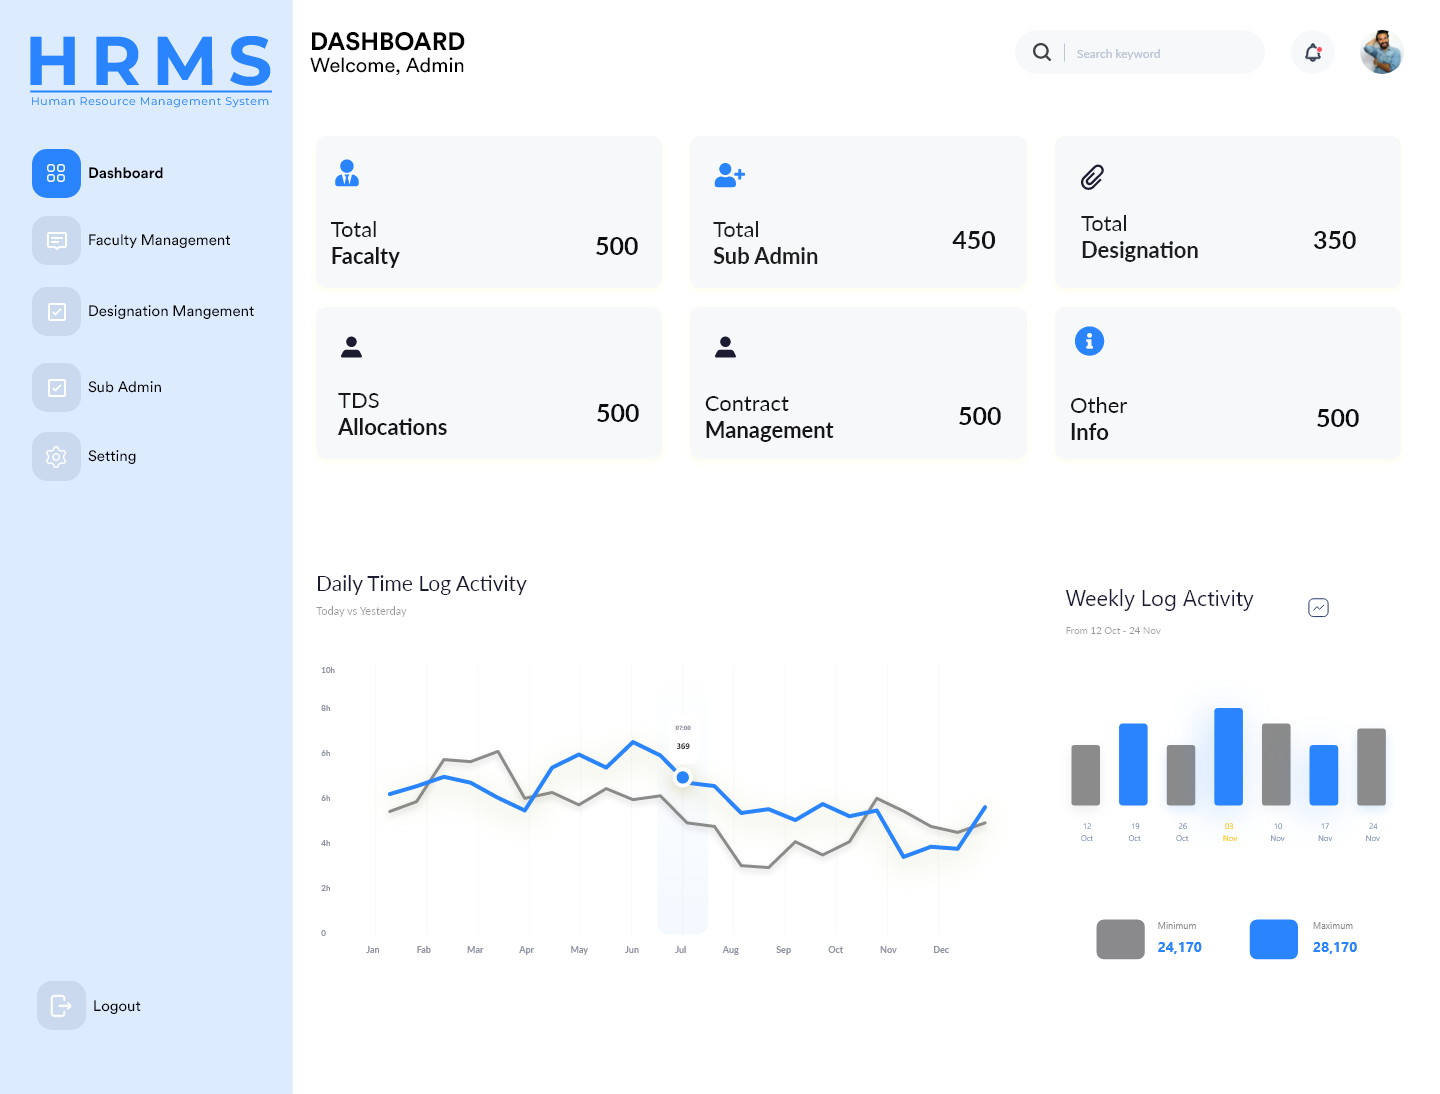 HRMS
Human Resource Management System
Dashboard
Faculty Management
Designation Mangement
Sub Admin
Setting
Logout
DASHBOARD
Welcome, Admin
Search keyword
Total
Facalty
500
Total
Sub Admin
450
Total
Designation
350
TDS
Allocations
500
Contract
Management
500
Other
Info
500
Daily Time Log Activity
Today vs Yesterday
10h
8h
6h
6h
4h
2h
0
07:00
369
Jan Fab Mar Apr May Jun Jul Aug Sep Oct Nov Dec
Weekly Log Activity
From 12 Oct - 24 Nov
12 19 26 03 10 17 24
Oct Oct Oct Nov Nov Nov Nov
Minimum
24,170
Maximum
28,170